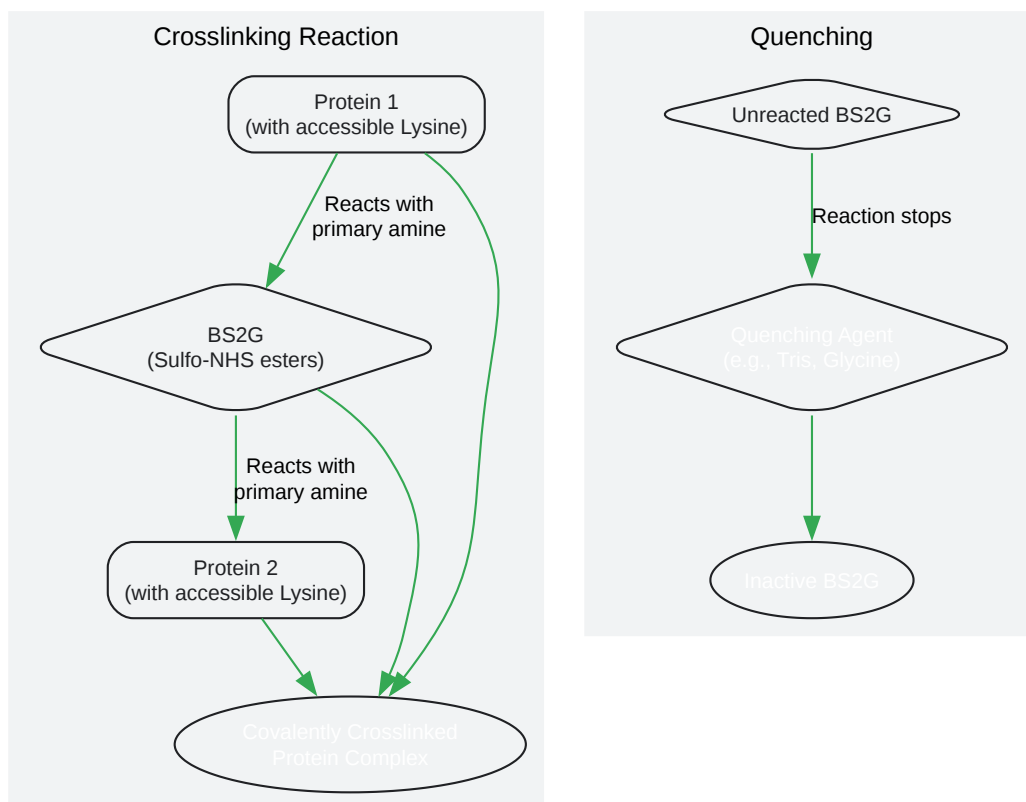 Crosslinking Reaction
Protein 1
(with accessible Lysine)
Reacts with
primary amine
BS2G
(Sulfo-NHS esters)
Reacts with
primary amine
Protein 2
(with accessible Lysine)
Covalently Crosslinked
Protein Complex
Quenching
Unreacted BS2G
Reaction stops
Quenching Agent
(e.g., Tris, Glycine)
Inactive BS2G